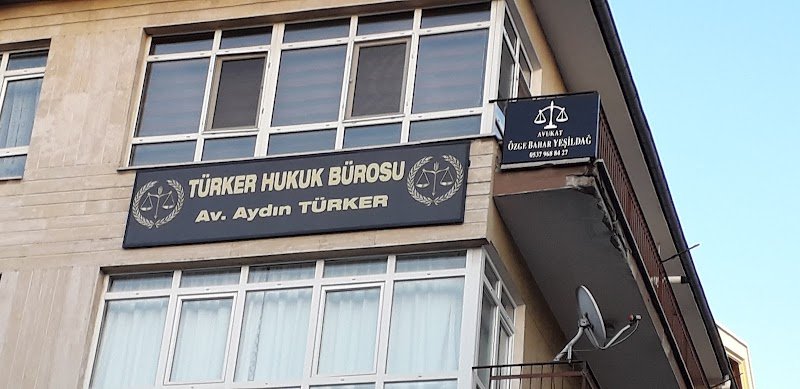 TÜRKER HUKUK BÜROSU
Av. Aydın TÜRKER
AVUKAT
ÖZGE BAHAR YEŞİLDAĞ
0537 968 84 27